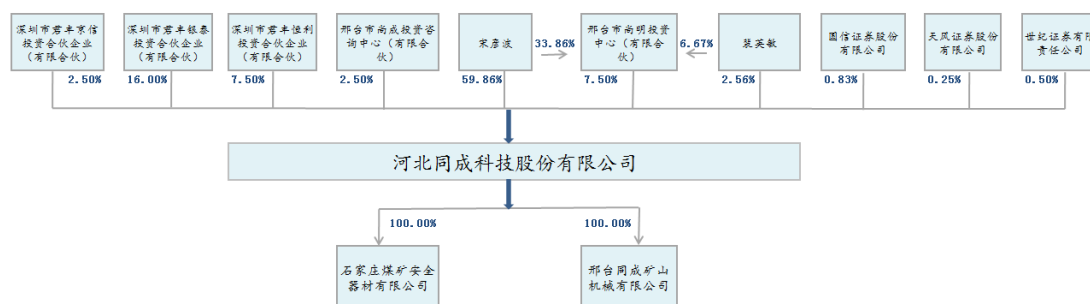 深圳市君丰京信
投资合伙企业
（有限合伙）
深圳市君丰银泰
投资合伙企业
（有限合伙）
深圳市君丰恒利
投资合伙企业
（有限合伙）
邢台市尚成投资咨
询中心（有限合
伙）
宋彦波
33.86%
邢台市尚明投资
中心（有限合
伙）
6.67%
裴英敏
国信证券股份
有限公司
天风证券股份
有限公司
世纪证券有限
责任公司
2.50%
16.00%
7.50%
2.50%
59.86%
7.50%
2.56%
0.83%
0.25%
0.50%
河北同成科技股份有限公司
100.00%
100.00%
石家庄煤矿安全
器材有限公司
邢台同成矿山
机械有限公司